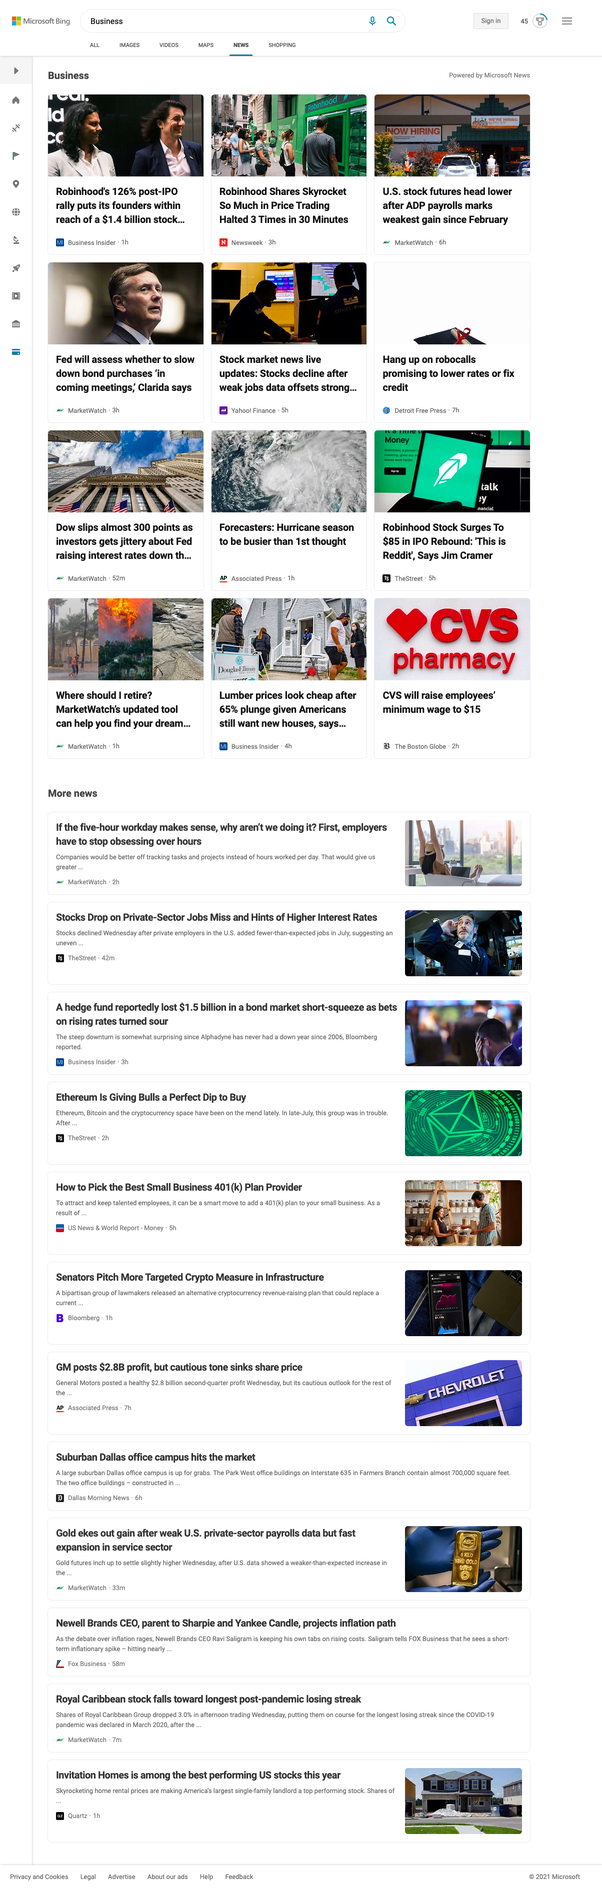 Microsoft Bing
Business
Sign in
45
ALL IMAGES VIDEOS MAPS NEWS SHOPPING
Business
Powered by Microsoft News
Robinhood's 126% post-IPO
rally puts its founders within
reach of a $1.4 billion stock...
Business Insider · 1h
Robinhood
Robinhood Shares Skyrocket
So Much in Price Trading
Halted 3 Times in 30 Minutes
Newsweek · 3h
NOW HIRING
U.S. stock futures head lower
after ADP payrolls marks
weakest gain since February
MarketWatch · 6h
Fed will assess whether to slow
down bond purchases 'in
coming meetings,' Clarida says
MarketWatch · 3h
Stock market news live
updates: Stocks decline after
weak jobs data offsets strong...
Yahoo! Finance · 5h
Hang up on robocalls
promising to lower rates or fix
credit
Detroit Free Press · 7h
Dow slips almost 300 points as
investors gets jittery about Fed
raising interest rates down th...
MarketWatch · 52m
Forecasters: Hurricane season
to be busier than 1st thought
AP Associated Press · 1h
Money
Robinhood Stock Surges To
$85 in IPO Rebound: 'This is
Reddit', Says Jim Cramer
TheStreet · 5h
Where should I retire?
MarketWatch's updated tool
can help you find your dream...
MarketWatch · 1h
Lumber prices look cheap after
65% plunge given Americans
still want new houses, says...
Business Insider · 4h
CVS
pharmacy
CVS will raise employees'
minimum wage to $15
The Boston Globe · 2h
More news
If the five-hour workday makes sense, why aren't we doing it? First, employers
have to stop obsessing over hours
Companies would be better off tracking tasks and projects instead of hours worked per day. That would give us
greater ...
MarketWatch · 2h
Stocks Drop on Private-Sector Jobs Miss and Hints of Higher Interest Rates
Stocks declined Wednesday after private employers in the U.S. added fewer-than-expected jobs in July, suggesting an
uneven ...
TheStreet · 42m
A hedge fund reportedly lost $1.5 billion in a bond market short-squeeze as bets
on rising rates turned sour
The steep downturn is somewhat surprising since Alphadyne has never had a down year since 2006, Bloomberg
reported.
Business Insider · 3h
Ethereum Is Giving Bulls a Perfect Dip to Buy
Ethereum, Bitcoin and the cryptocurrency space have been on the mend lately. In late-July, this group was in trouble.
After ...
TheStreet · 2h
How to Pick the Best Small Business 401(k) Plan Provider
To attract and keep talented employees, it can be a smart move to add a 401(k) plan to your small business. As a
result of ...
US News & World Report - Money · 5h
Senators Pitch More Targeted Crypto Measure in Infrastructure
A bipartisan group of lawmakers released an alternative cryptocurrency revenue-raising plan that could replace a
current ...
B Bloomberg · 1h
GM posts $2.8B profit, but cautious tone sinks share price
General Motors posted a healthy $2.8 billion second-quarter profit Wednesday, but its cautious outlook for the rest of
the ...
AP Associated Press · 7h
CHEVROLET
Suburban Dallas office campus hits the market
A large suburban Dallas office campus is up for grabs. The Park West office buildings on Interstate 635 in Farmers Branch contain almost 700,000 square feet.
The two office buildings – constructed in ...
Dallas Morning News · 6h
Gold ekes out gain after weak U.S. private-sector payrolls data but fast
expansion in service sector
Gold futures inch up to settle slightly higher Wednesday, after U.S. data showed a weaker-than-expected increase in
the ...
MarketWatch · 33m
Newell Brands CEO, parent to Sharpie and Yankee Candle, projects inflation path
As the debate over inflation rages, Newell Brands CEO Ravi Saligram is keeping his own tabs on rising costs. Saligram tells FOX Business that he sees a short-
term inflationary spike – hitting nearly ...
Fox Business · 58m
Royal Caribbean stock falls toward longest post-pandemic losing streak
Shares of Royal Caribbean Group dropped 3.0% in afternoon trading Wednesday, putting them on course for the longest losing streak since the COVID-19
pandemic was declared in March 2020, after the ...
MarketWatch · 7m
Invitation Homes is among the best performing US stocks this year
Skyrocketing home rental prices are making America's largest single-family landlord a top performing stock. Shares of
...
Quartz · 1h
Privacy and Cookies Legal Advertise About our ads Help Feedback
© 2021 Microsoft